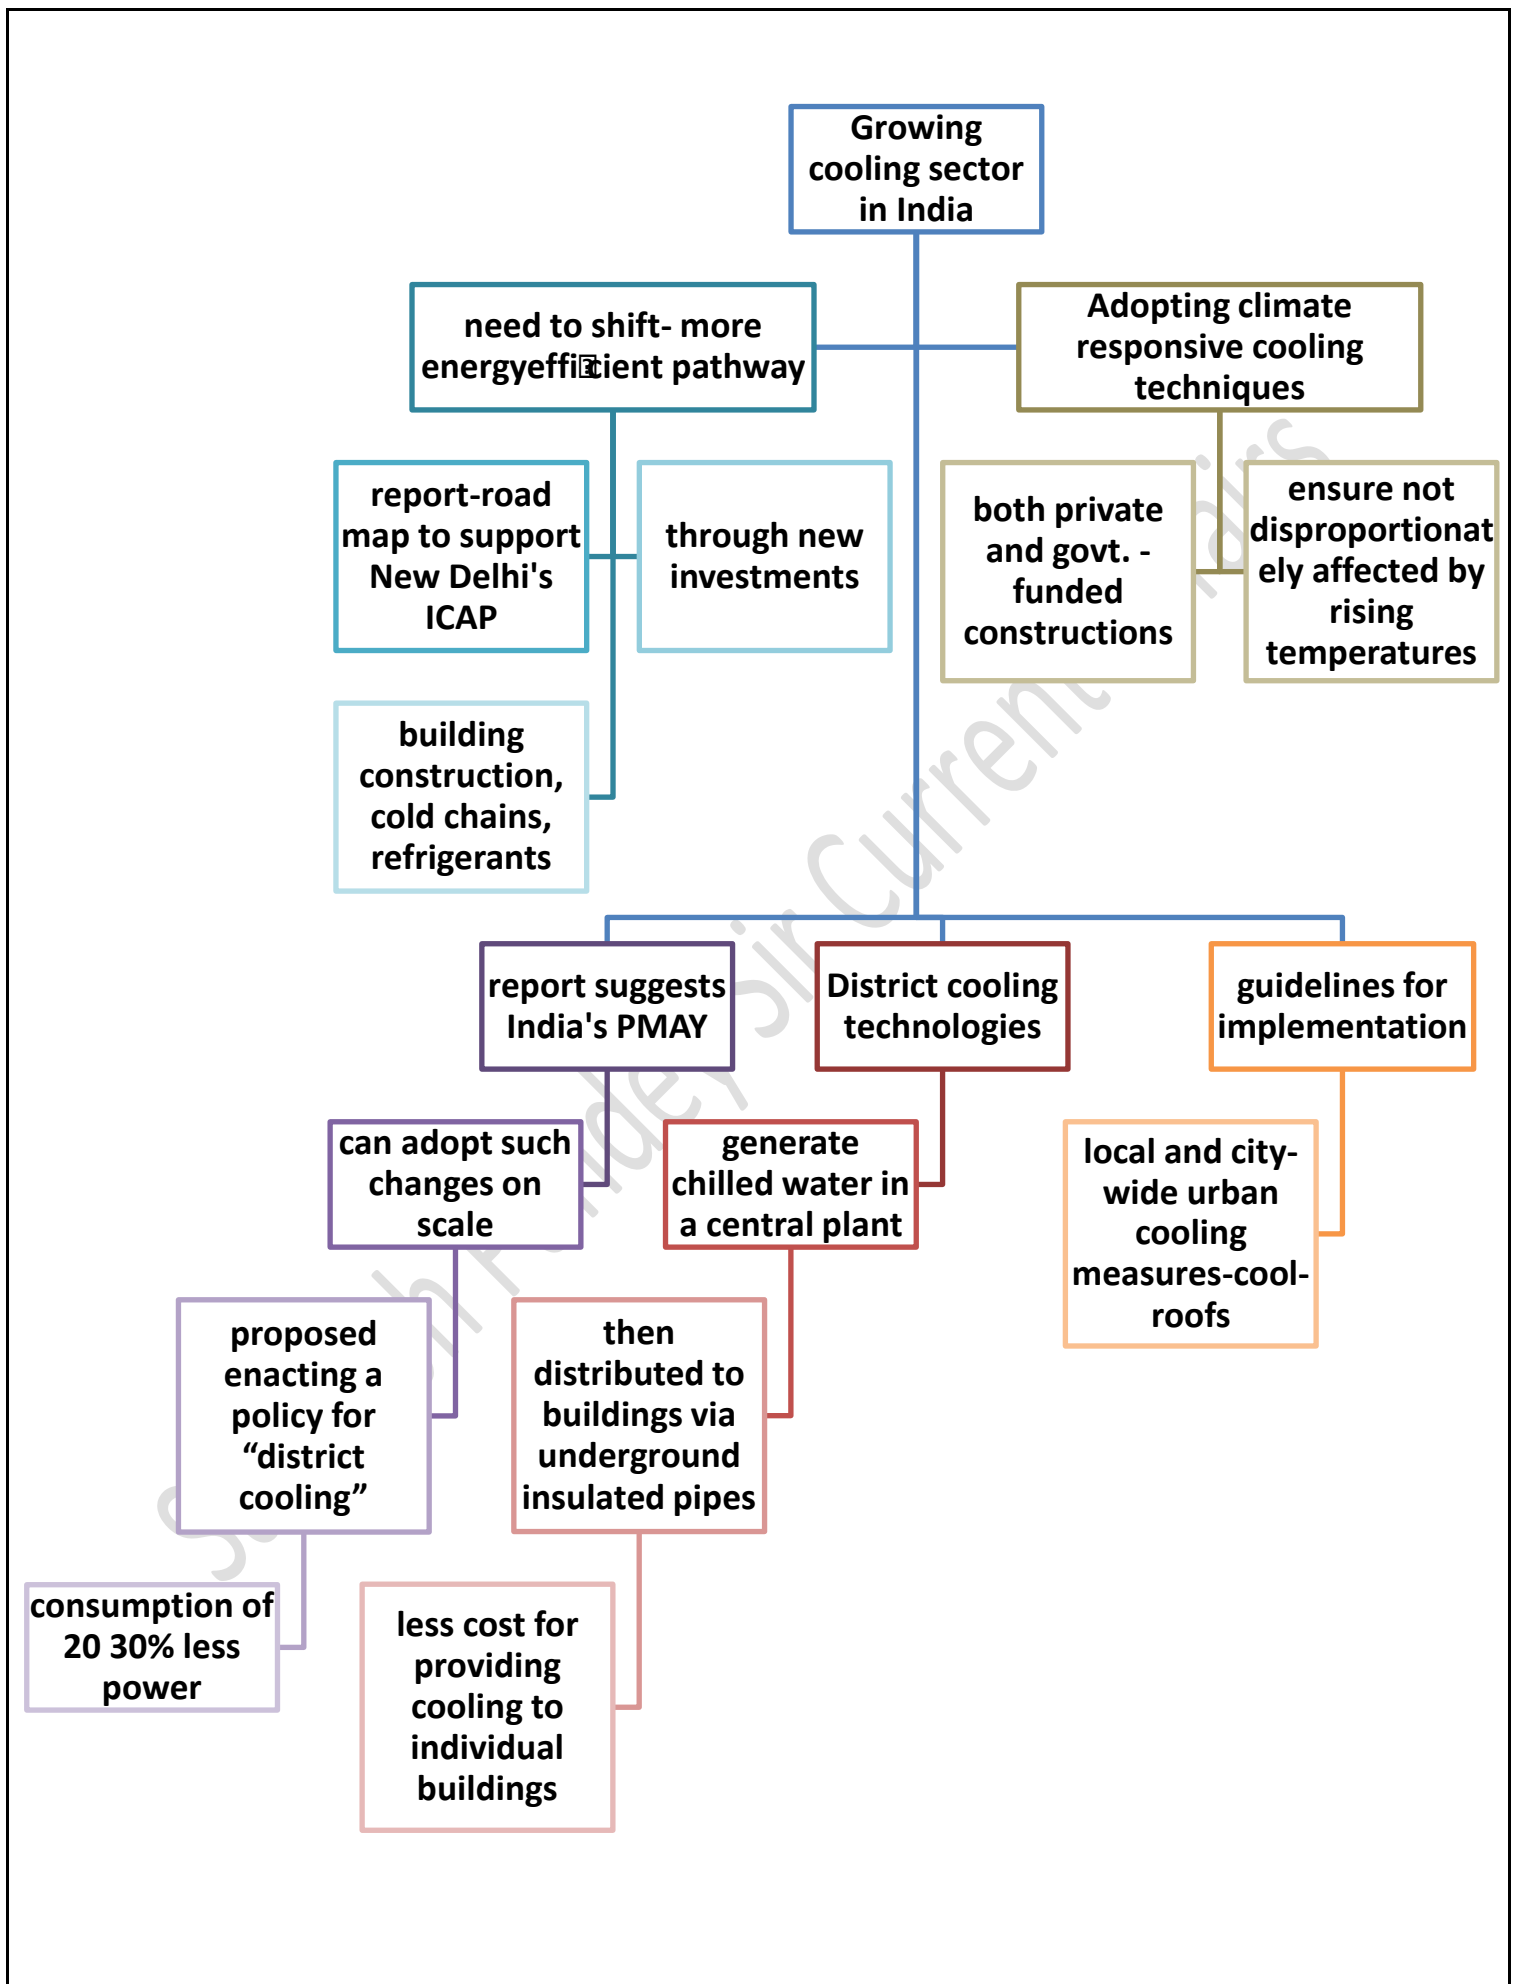 Growing
cooling sector
in India
need to shift- more
energyefficient pathway
Adopting climate
responsive cooling
techniques
report-road
map to support
New Delhi's
ICAP
through new
investments
both private
and govt. -
funded
constructions
ensure not
disproportionat
ely affected by
rising
temperatures
building
construction,
cold chains,
refrigerants
report suggests
India's PMAY
District cooling
technologies
guidelines for
implementation
can adopt such
changes on
scale
generate
chilled water in
a central plant
local and city-
wide urban
cooling
measures-cool-
roofs
proposed
enacting a
policy for
“district
cooling”
then
distributed to
buildings via
underground
insulated pipes
consumption of
20 30% less
power
less cost for
providing
cooling to
individual
buildings
Sir Current